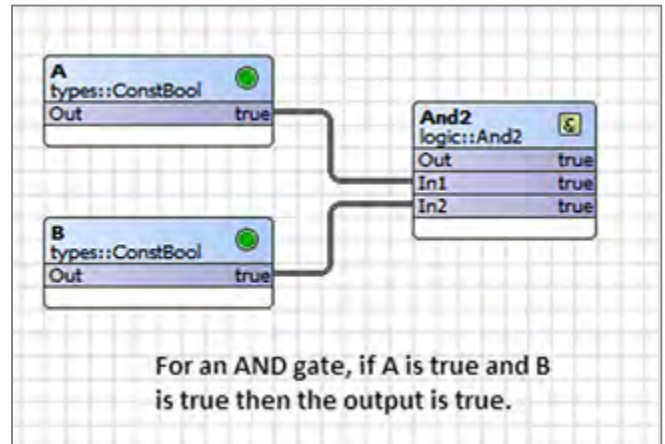 A
types::ConstBool
Out true
And2
logic::And2
&
Out true
In1 true
In2 true
B
types::ConstBool
Out true
For an AND gate, if A is true and B
is true then the output is true.